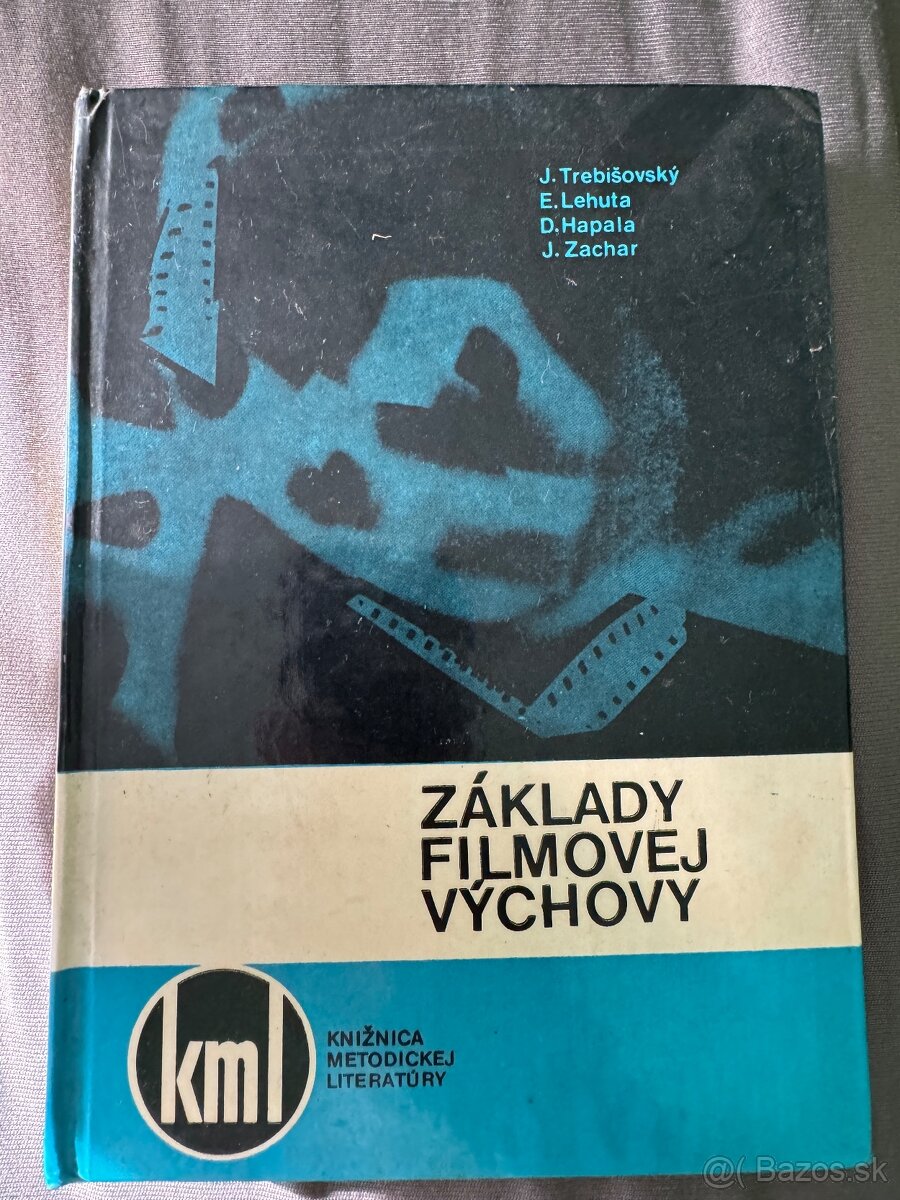 J. Trebišovský
E. Lehuta
D. Hapala
J. Zachar
ZÁKLADY
FILMOVEJ
VÝCHOVY
kml
KNIŽNICA
METODICKEJ
LITERATÚRY
@( Bazos.sk